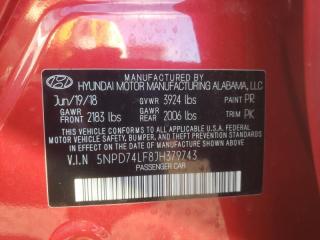 MANUFACTURED BY
HYUNDAI MOTOR MANUFACTURING ALABAMA, LLC
Jun/19/18 GVWR 3924 lbs PAINT PR
GAWR FRONT 2183 lbs GAWR REAR 2006 lbs TRIM PK
THIS VEHICLE CONFORMS TO ALL APPLICABLE FEDERAL
MOTOR VEHICLE SAFETY, BUMPER, AND THEFT PREVENTION
STANDARDS IN EFFECT ON THE DATE OF MANUFACTURE
SHOWN ABOVE.
V.I.N 5NPD74LF8JH379743
PASSENGER CAR